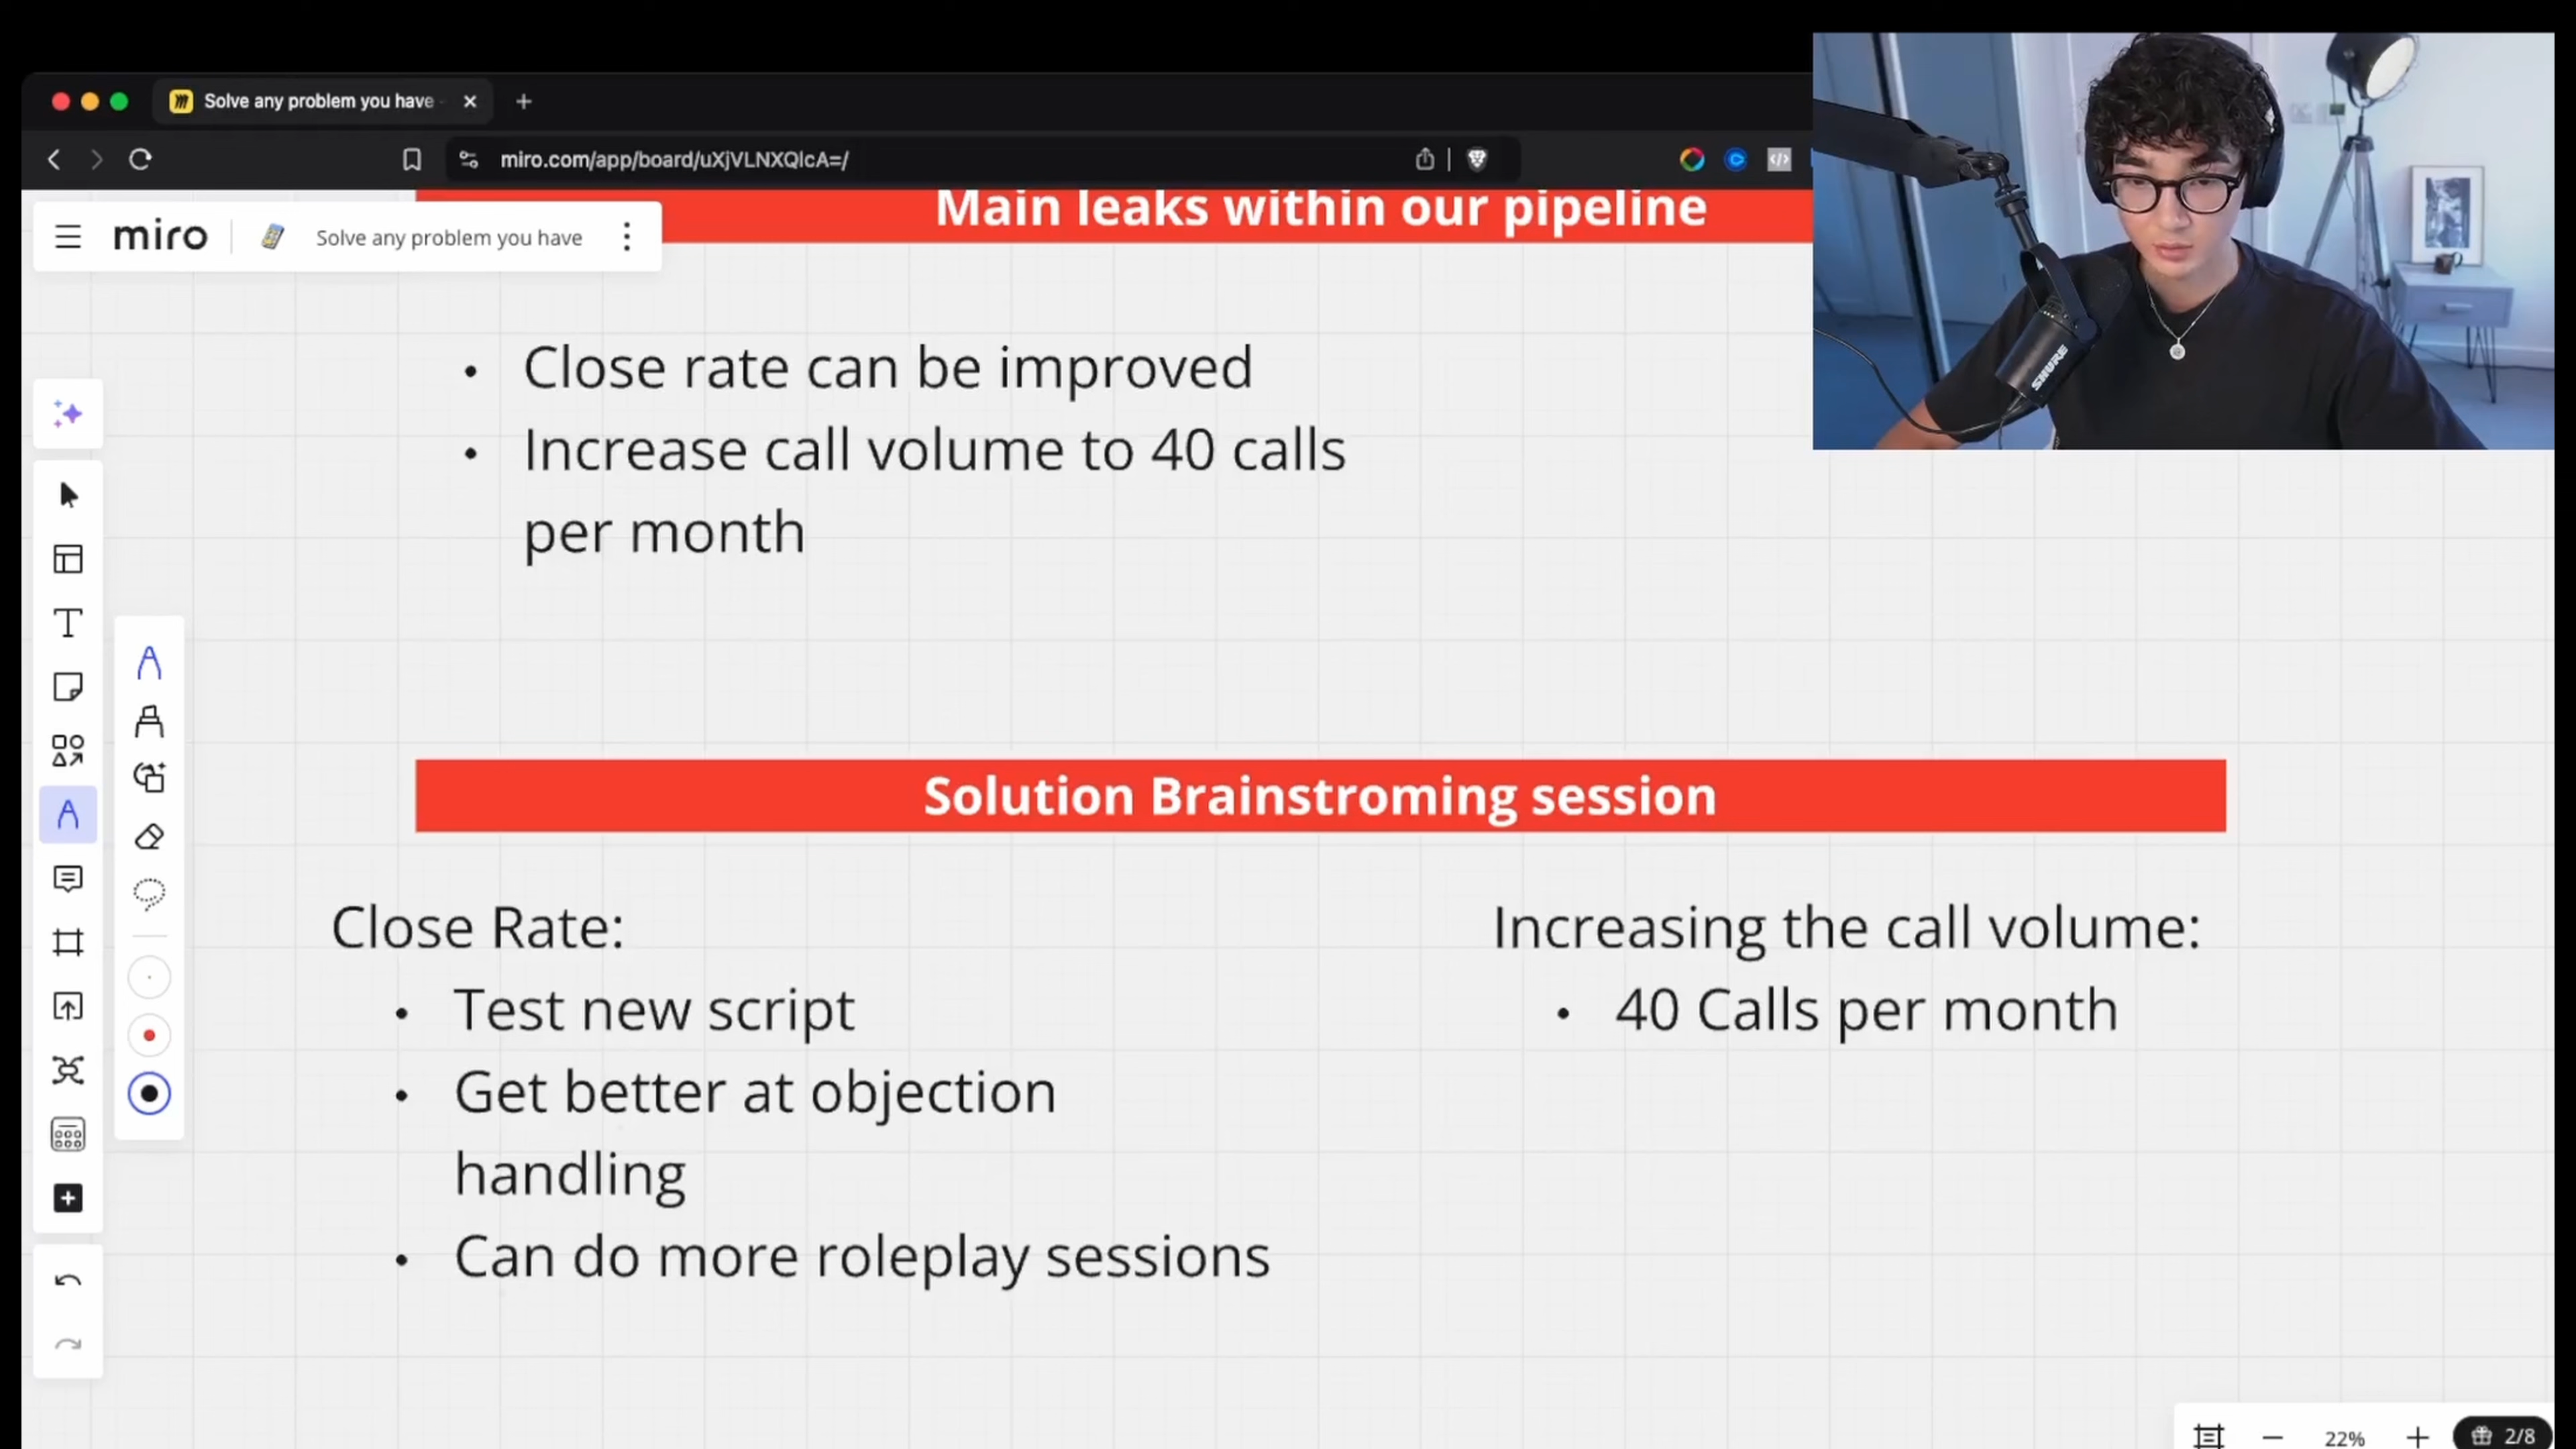 Solve any problem you have
miro.com/app/board/uXjVLNXQlcA=/
Main leaks within our pipeline
miro
Solve any problem you have
Close rate can be improved
Increase call volume to 40 calls
per month
SHURE
Solution Brainstroming session
Close Rate:
Test new script
Get better at objection
handling
Can do more roleplay sessions
Increasing the call volume:
40 Calls per month
22%
2/8